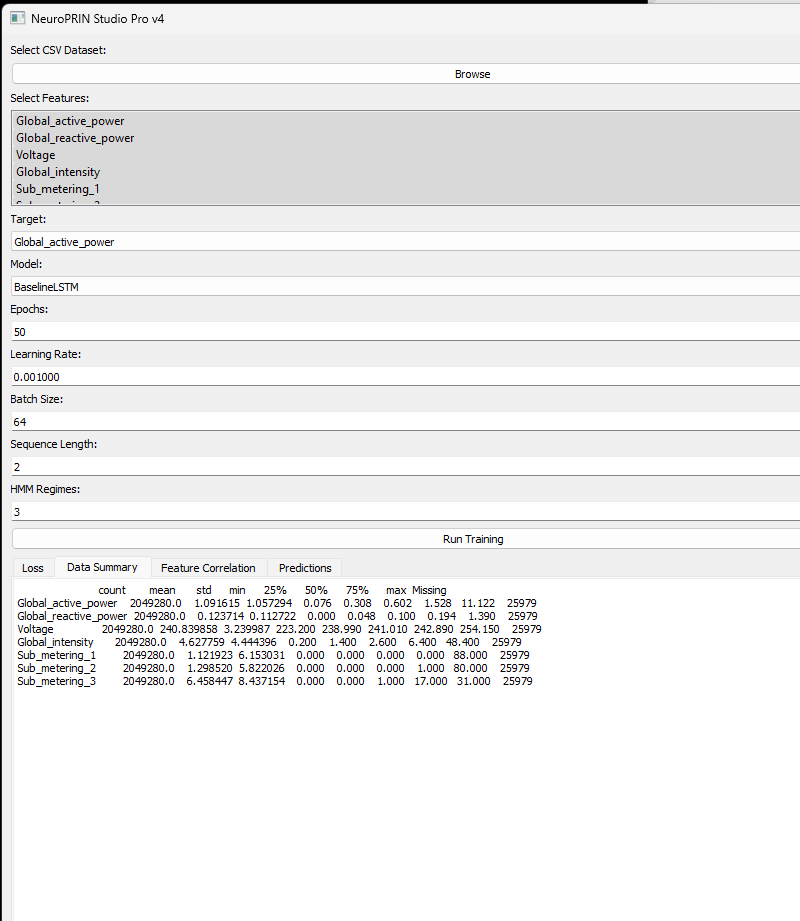 NeuroPRIN Studio Pro v4
Select CSV Dataset:
Browse
Select Features:
Global_active_power
Global_reactive_power
Voltage
Global_intensity
Sub_metering_1
Target:
Global_active_power
Model:
BaselineLSTM
Epochs:
50
Learning Rate:
0.001000
Batch Size:
64
Sequence Length:
2
HMM Regimes:
3
Run Training
Loss Data Summary Feature Correlation Predictions
count mean std min 25% 50% 75% max Missing
Global_active_power 2049280.0 1.091615 1.057294 0.076 0.308 0.602 1.528 11.122 25979
Global_reactive_power 2049280.0 0.123714 0.112722 0.000 0.048 0.100 0.194 1.390 25979
Voltage 2049280.0 240.839858 3.239987 223.200 238.990 241.010 242.890 254.150 25979
Global_intensity 2049280.0 4.627759 4.444396 0.200 1.400 2.600 6.400 48.400 25979
Sub_metering_1 2049280.0 1.121923 6.153031 0.000 0.000 0.000 0.000 88.000 25979
Sub_metering_2 2049280.0 1.298520 5.822026 0.000 0.000 0.000 1.000 80.000 25979
Sub_metering_3 2049280.0 6.458447 8.437154 0.000 0.000 1.000 17.000 31.000 25979